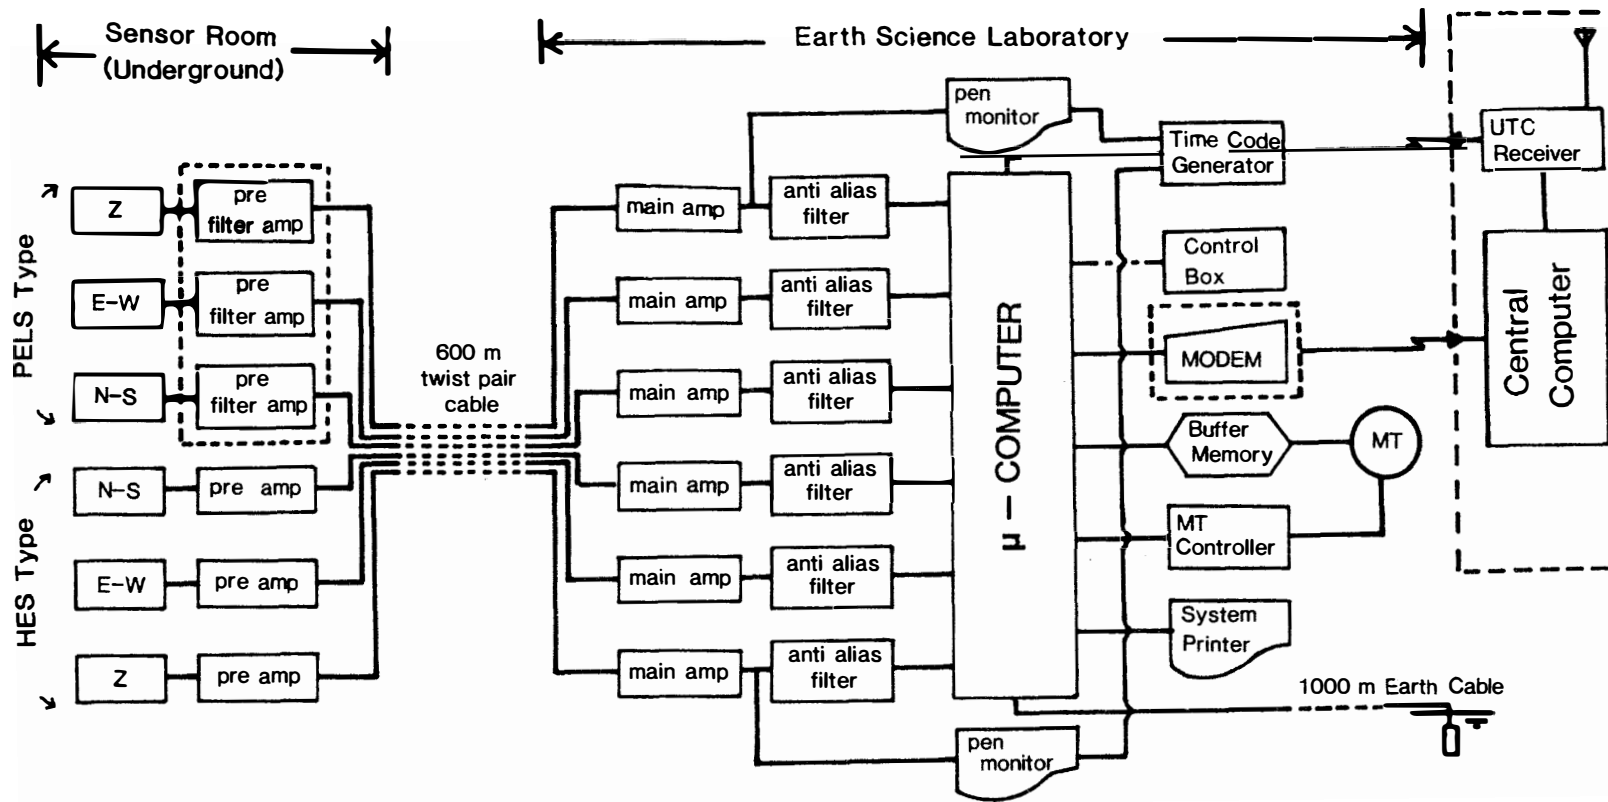 Sensor Room
(Underground)
Earth Science Laboratory
PELS Type
HES Type
Z
pre
filter amp
E-W
pre
filter amp
N-S
pre
filter amp
N-S
pre amp
E-W
pre amp
Z
pre amp
600 m
twist pair
cable
main amp
anti alias
filter
main amp
anti alias
filter
main amp
anti alias
filter
main amp
anti alias
filter
main amp
anti alias
filter
main amp
anti alias
filter
pen
monitor
pen
monitor
μ-COMPUTER
Time Code
Generator
Control
Box
MODEM
Buffer
Memory
MT
MT
Controller
System
Printer
1000 m Earth Cable
UTC
Receiver
Central
Computer